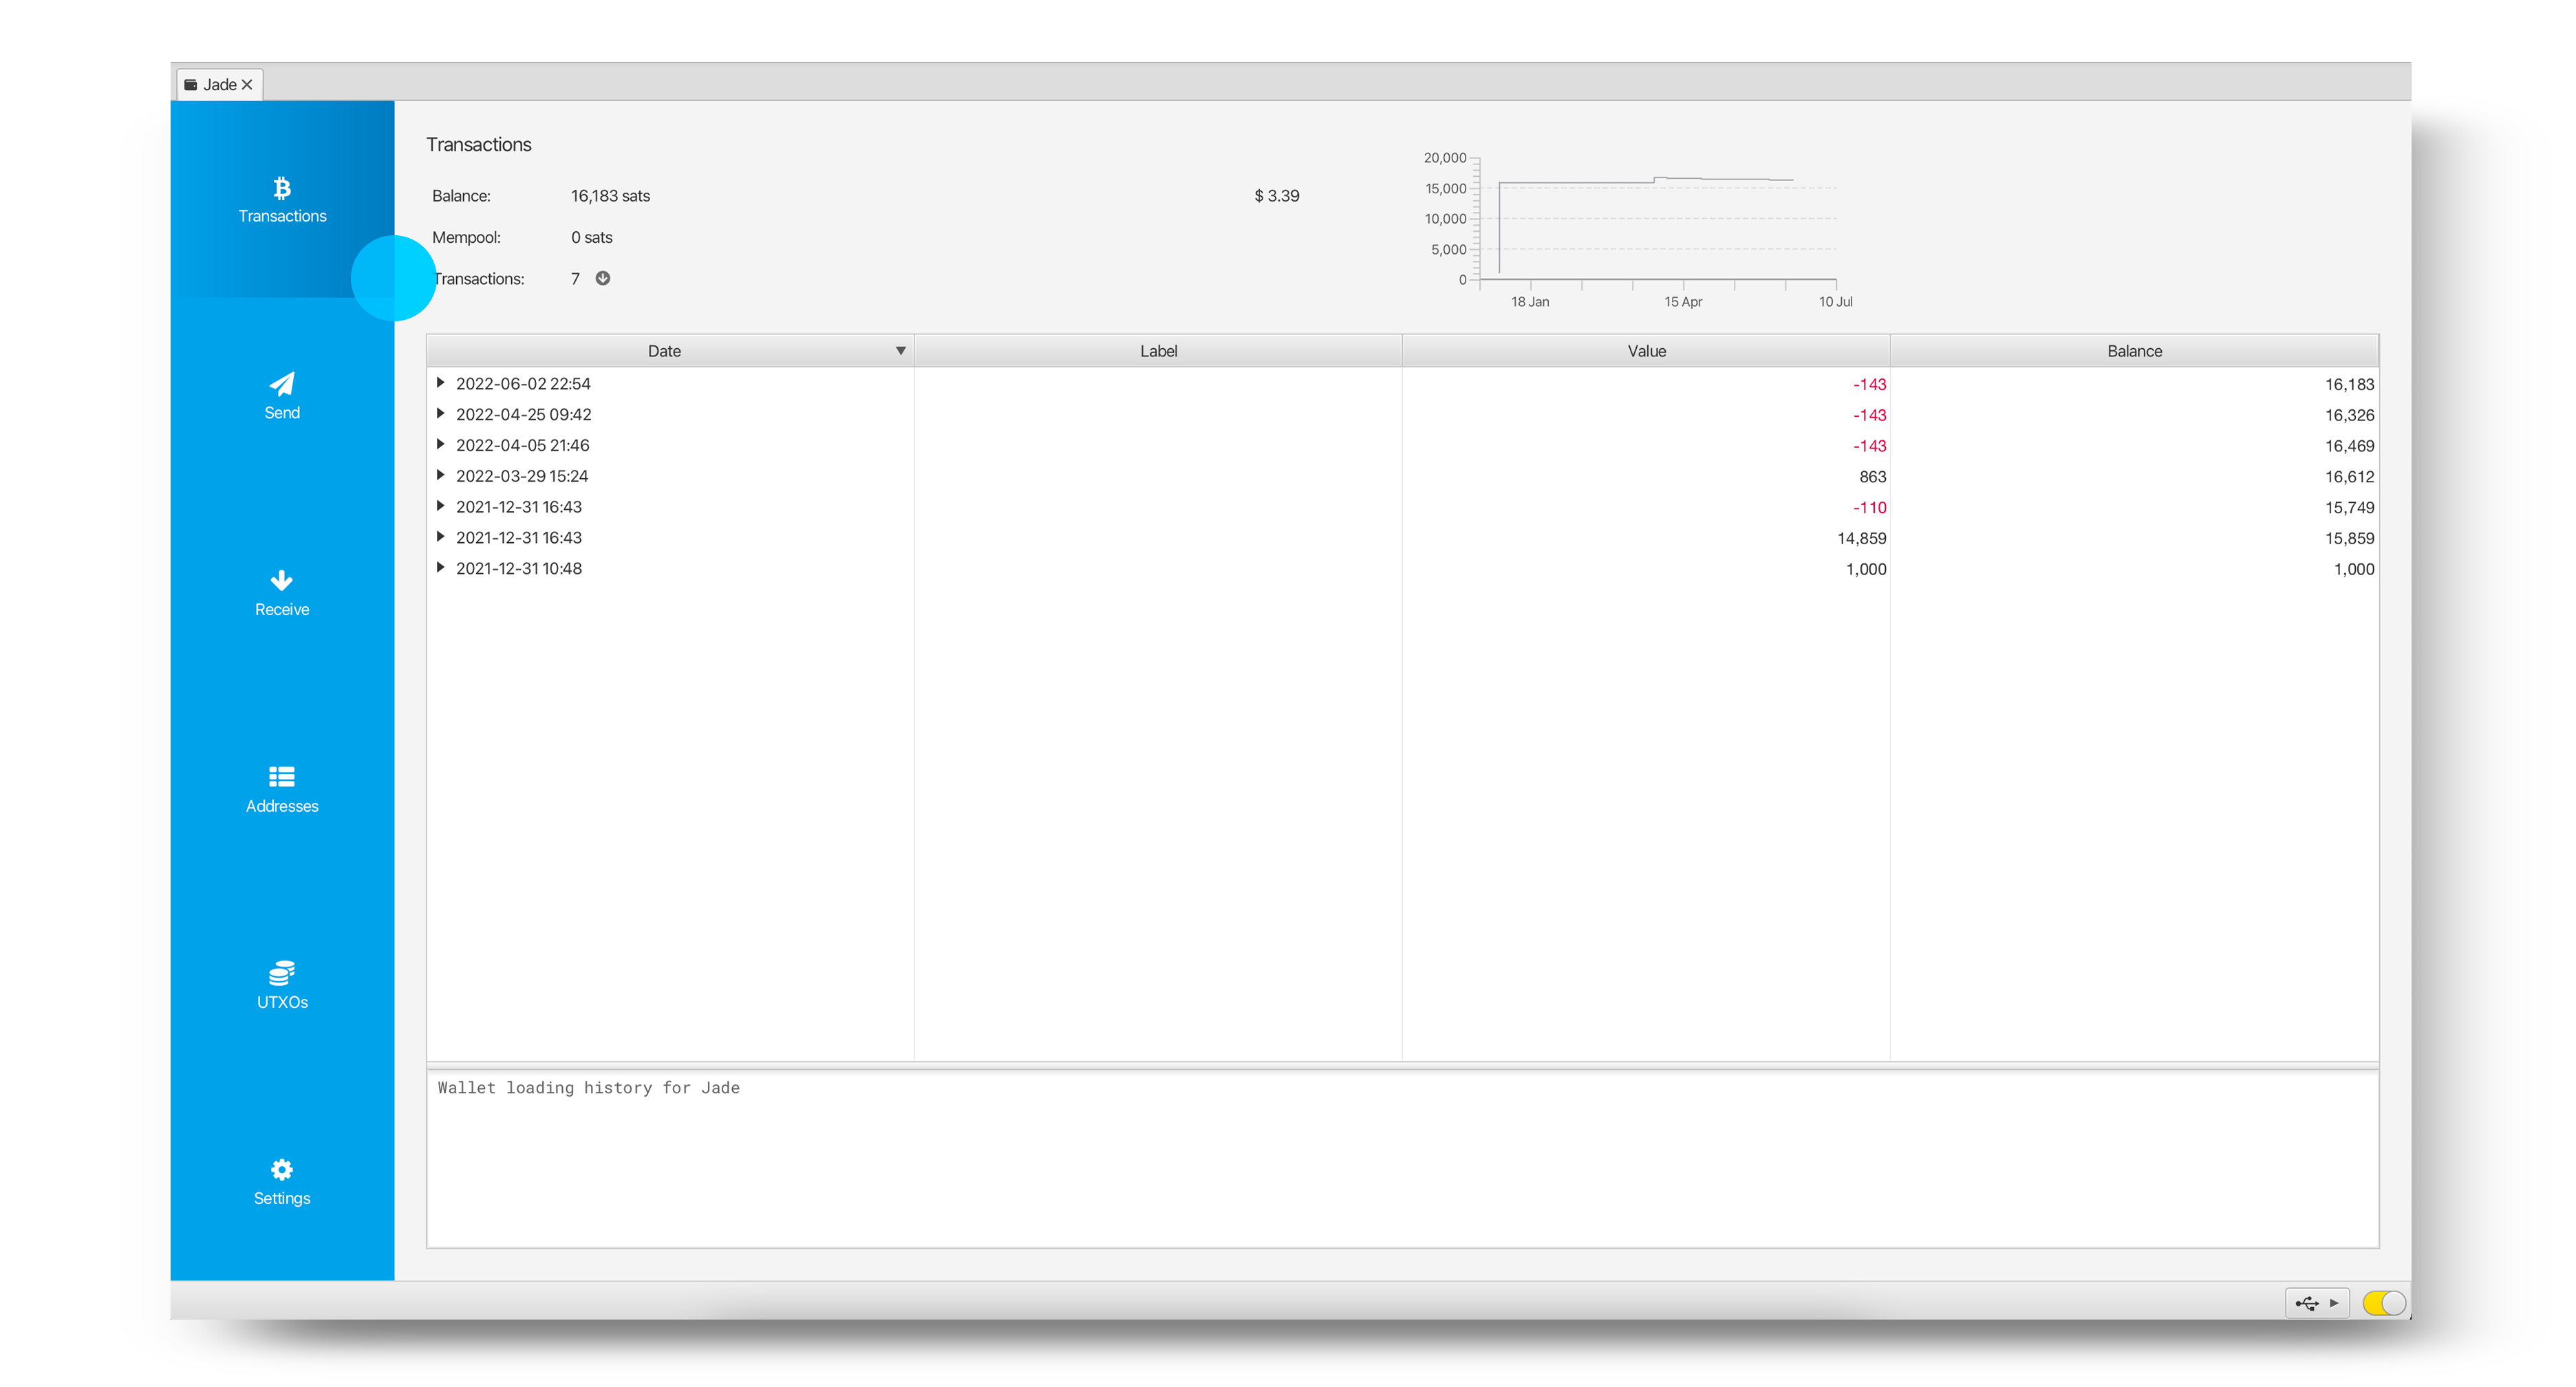 Jade
Transactions
Send
Receive
Addresses
UTXOs
Settings
Transactions
Balance: 16,183 sats $ 3.39
Mempool: 0 sats
Transactions: 7
20,000
15,000
10,000
5,000
0
18 Jan 15 Apr 10 Jul
Date Label Value Balance
2022-06-02 22:54 -143 16,183
2022-04-25 09:42 -143 16,326
2022-04-05 21:46 -143 16,469
2022-03-29 15:24 863 16,612
2021-12-31 16:43 -110 15,749
2021-12-31 16:43 14,859 15,859
2021-12-31 10:48 1,000 1,000
Wallet loading history for Jade